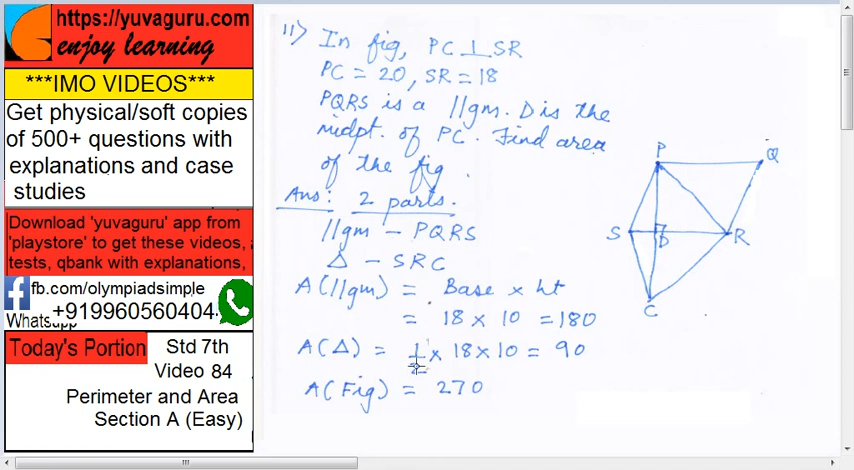 https://yuvaguru.com
enjoy learning
***IMO VIDEOS***
Get physical/soft copies
of 500+ questions with
explanations and case
studies
Download 'yuvaguru' app from
'playstore' to get these videos,
tests, qbank with explanations,
fb.com/olympiadsimple
+919960560404
Whatsapp
Today's Portion
Std 7th
Video 84
Perimeter and Area
Section A (Easy)
11) In fig, PC ⊥ SR
PC = 20, SR = 18
PQRS is a ||gm. D is the
midpt. of PC. Find area
of the fig.
Ans: 2 parts.
||gm – PQRS
Δ – SRC
A(||gm) = Base × ht
= 18 × 10 = 180
A(Δ) = 1/2 × 18 × 10 = 90
A(Fig) = 270
P
Q
S
D
R
C